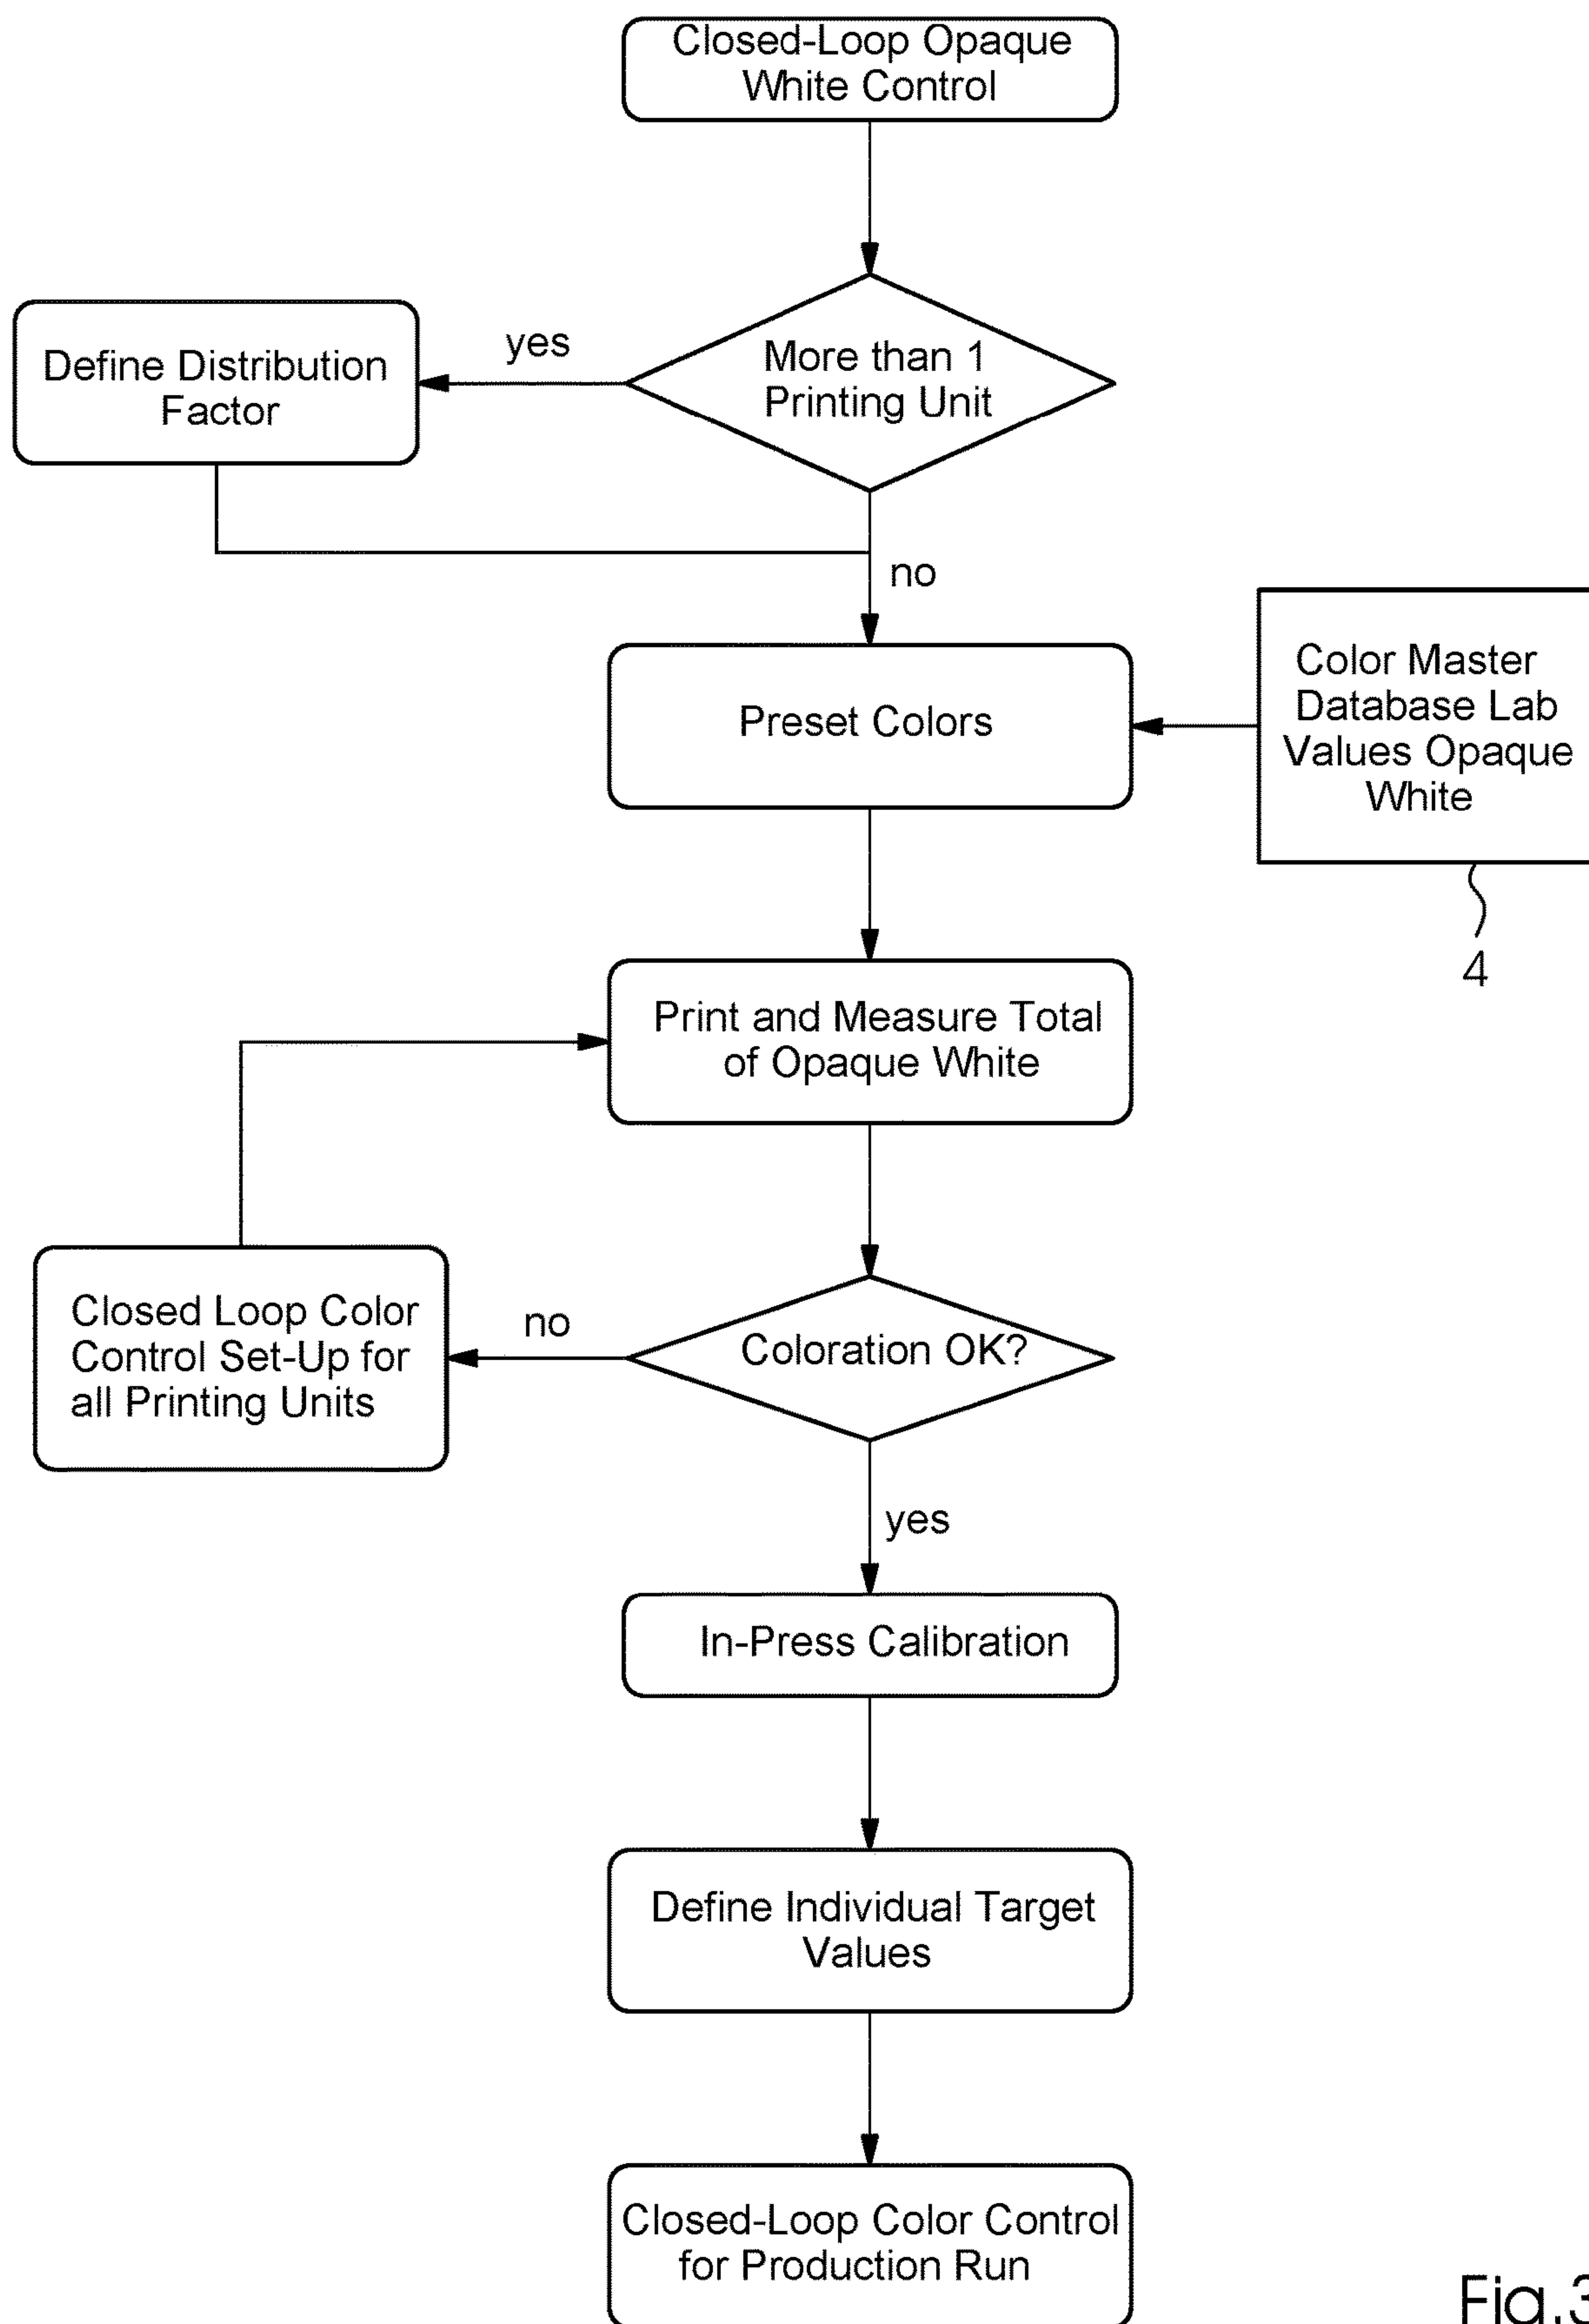 Closed-Loop Opaque
White Control
More than 1
Printing Unit
yes
Define Distribution
Factor
no
Preset Colors
Color Master
Database Lab
Values Opaque
White
4
Print and Measure Total
of Opaque White
Coloration OK?
no
Closed Loop Color
Control Set-Up for
all Printing Units
yes
In-Press Calibration
Define Individual Target
Values
Closed-Loop Color Control
for Production Run
Fig.3